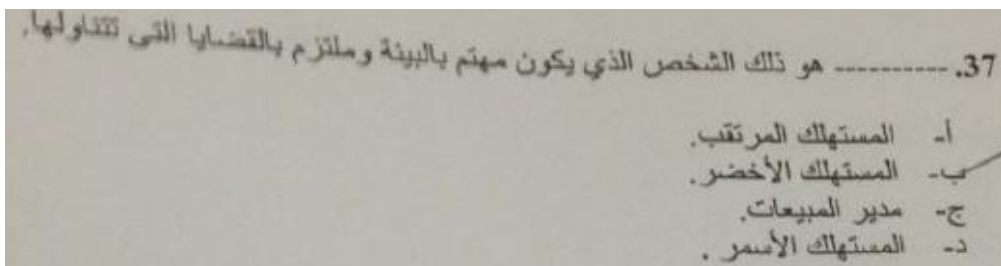 37. ---------- هو ذلك الشخص الذي يكون مهتم بالبيئة وملتزم بالقضايا التي تتناولها.
أ- المستهلك المرتقب.
ب- المستهلك الأخضر.
ج- مدير المبيعات.
د- المستهلك الأسمر .